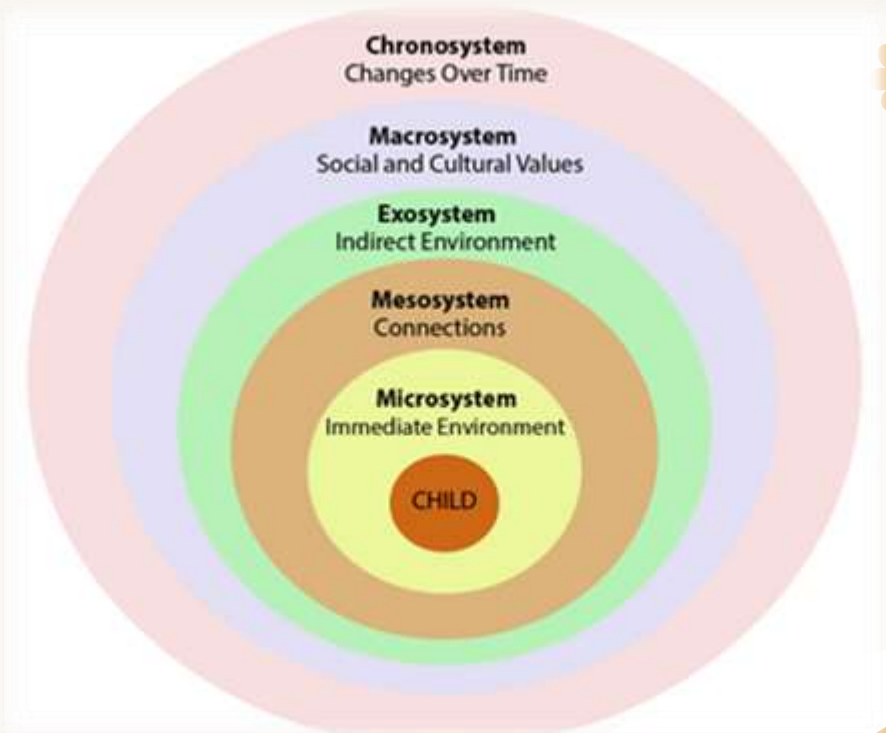 Chronosystem
Changes Over Time
Macrosystem
Social and Cultural Values
Exosystem
Indirect Environment
Mesosystem
Connections
Microsystem
Immediate Environment
CHILD